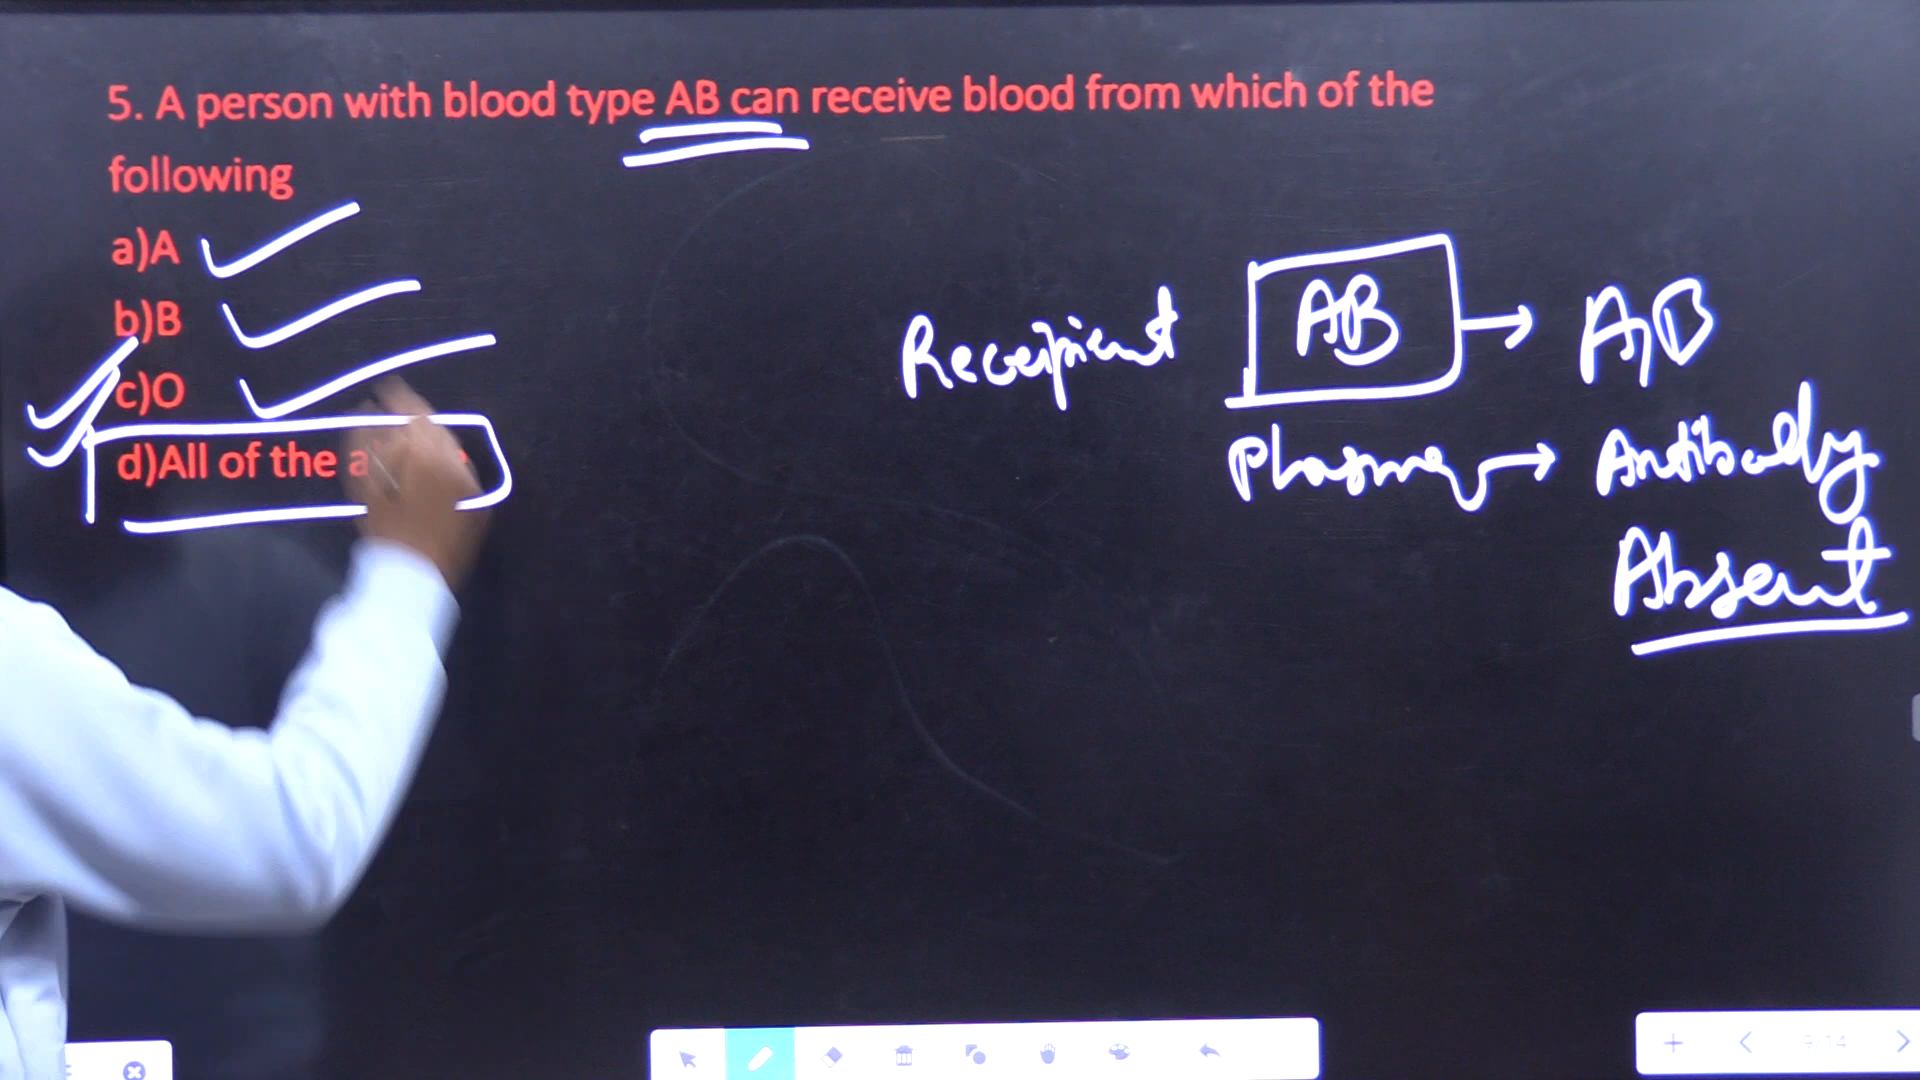 5. A person with blood type AB can receive blood from which of the
following
a)A
b)B
c)O
d)All of the a
Receipient AB → A, B
Plasma → Antibody
Absent